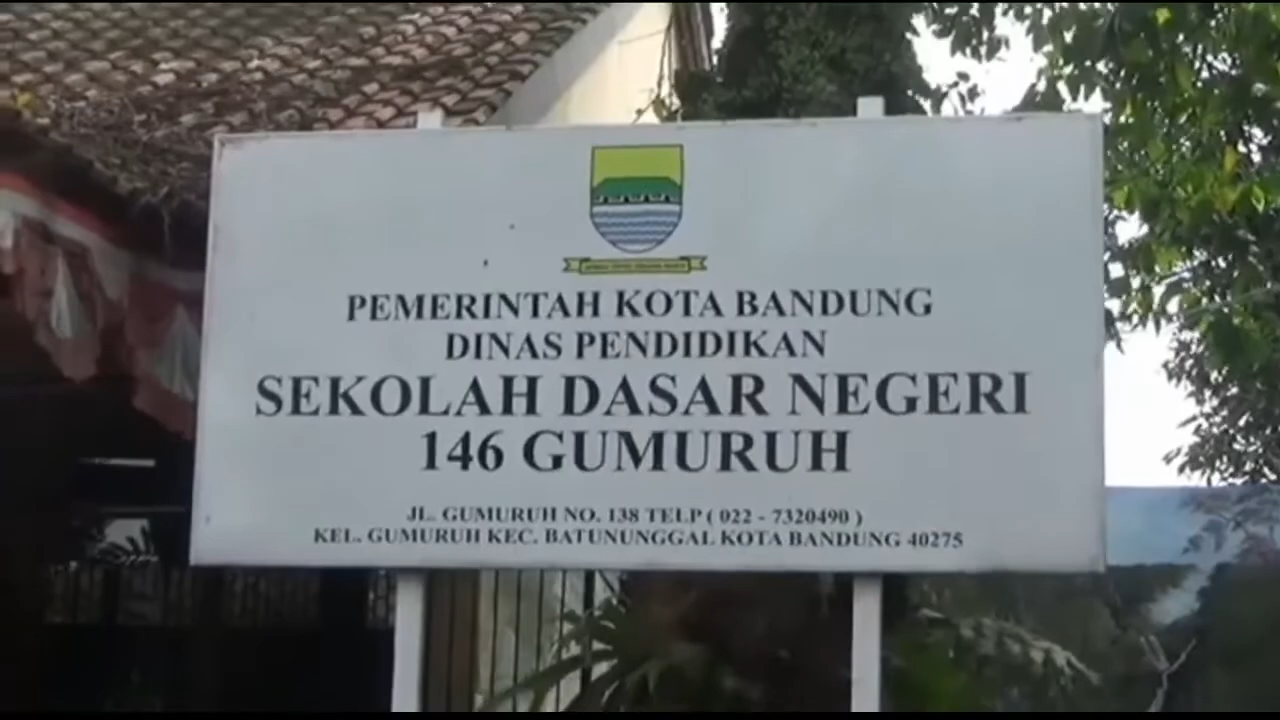 PEMERINTAH KOTA BANDUNG
DINAS PENDIDIKAN
SEKOLAH DASAR NEGERI
146 GUMURUH
JL. GUMURUH NO. 138 TELP ( 022 - 7320490 )
KEL. GUMURUH KEC. BATUNUNGGAL KOTA BANDUNG 40275